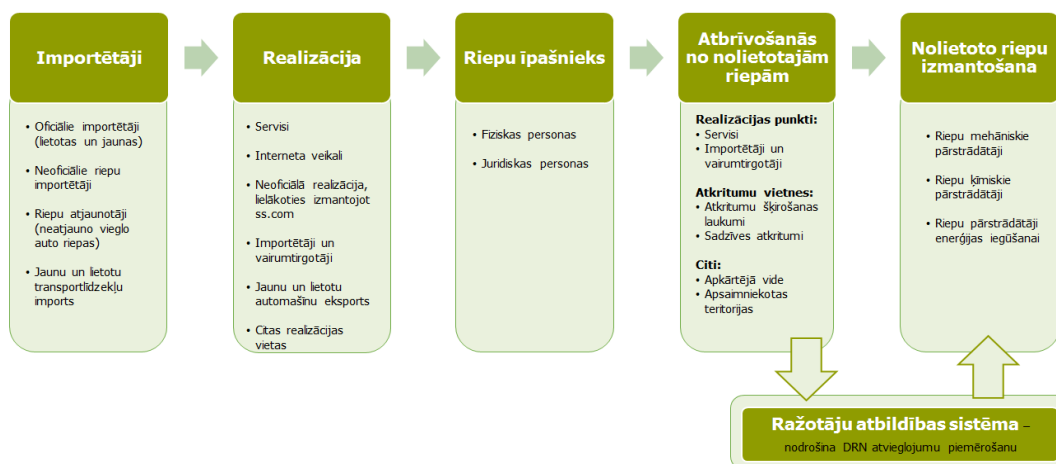 Importētāji
• Oficiālie importētāji
(lietotas un jaunas)
• Neoficiālie riepu
importētāji
• Riepu atjaunotāji
(neatjauno vieglo
auto riepas)
• Jaunu un lietotu
transportlīdzekļu
imports
Realizācija
• Servisi
• Interneta veikali
• Neoficiālā realizācija,
lielākoties izmantojot
ss.com
• Importētāji un
vairumtirgotāji
• Jaunu un lietotu
automašīnu eksports
• Citas realizācijas
vietas
Riepu īpašnieks
• Fiziskas personas
• Juridiskas personas
Atbrīvošanās
no nolietotajām
riepām
Realizācijas punkti:
• Servisi
• Importētāji un
vairumtirgotāji
Atkritumu vietnes:
• Atkritumu šķirošanas
laukumi
• Sadzīves atkritumi
Citi:
• Apkārtējā vide
• Apsaimniekotas
teritorijas
Nolietoto riepu
izmantošana
• Riepu mehāniskie
pārstrādātāji
• Riepu ķīmiskie
pārstrādātāji
• Riepu pārstrādātāji
enerģijas iegūšanai
Ražotāju atbildības sistēma –
nodrošina DRN atvieglojumu piemērošanu